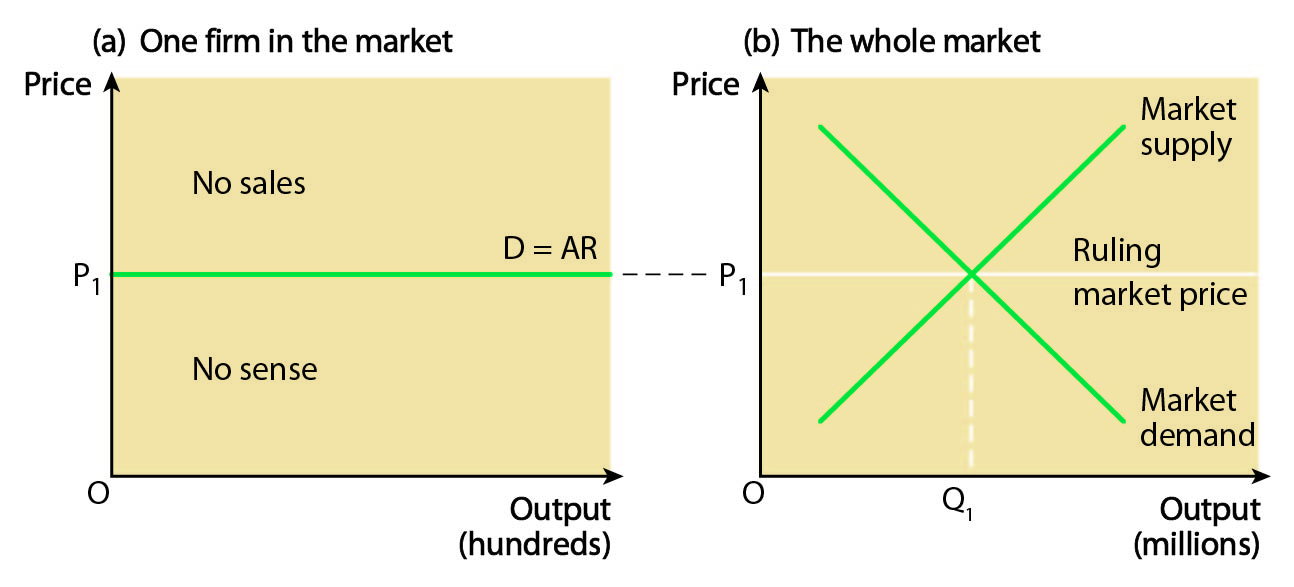 (a) One firm in the market
Price
No sales
D = AR
P₁
No sense
O
Output
(hundreds)
(b) The whole market
Price
Market
supply
Ruling
P₁
market price
Market
demand
O
Q₁
Output
(millions)